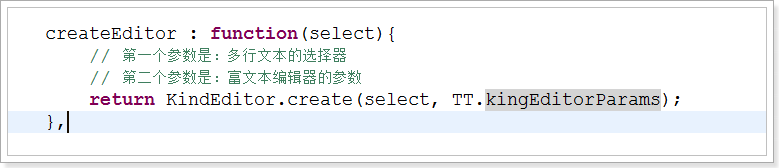 createEditor : function(select){
// 第一个参数是：多行文本的选择器
// 第二个参数是：富文本编辑器的参数
return KindEditor.create(select, TT.kingEditorParams);
},